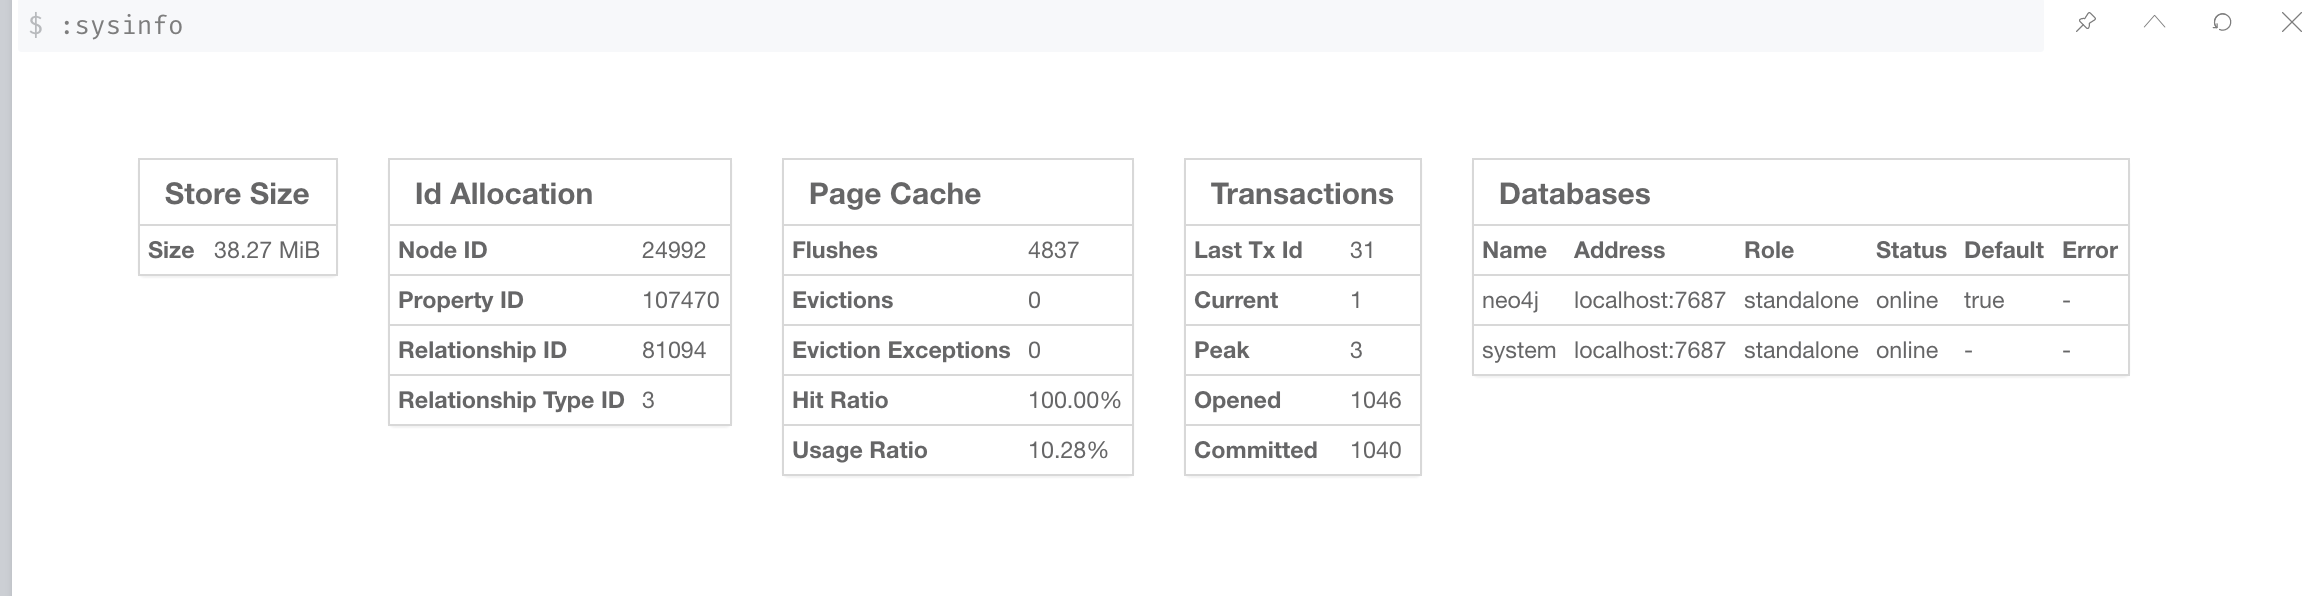 $ :sysinfo
Store Size
Size 38.27 MiB
Id Allocation
Node ID 24992
Property ID 107470
Relationship ID 81094
Relationship Type ID 3
Page Cache
Flushes 4837
Evictions 0
Eviction Exceptions 0
Hit Ratio 100.00%
Usage Ratio 10.28%
Transactions
Last Tx Id 31
Current 1
Peak 3
Opened 1046
Committed 1040
Databases
Name Address Role Status Default Error
neo4j localhost:7687 standalone online true -
system localhost:7687 standalone online - -